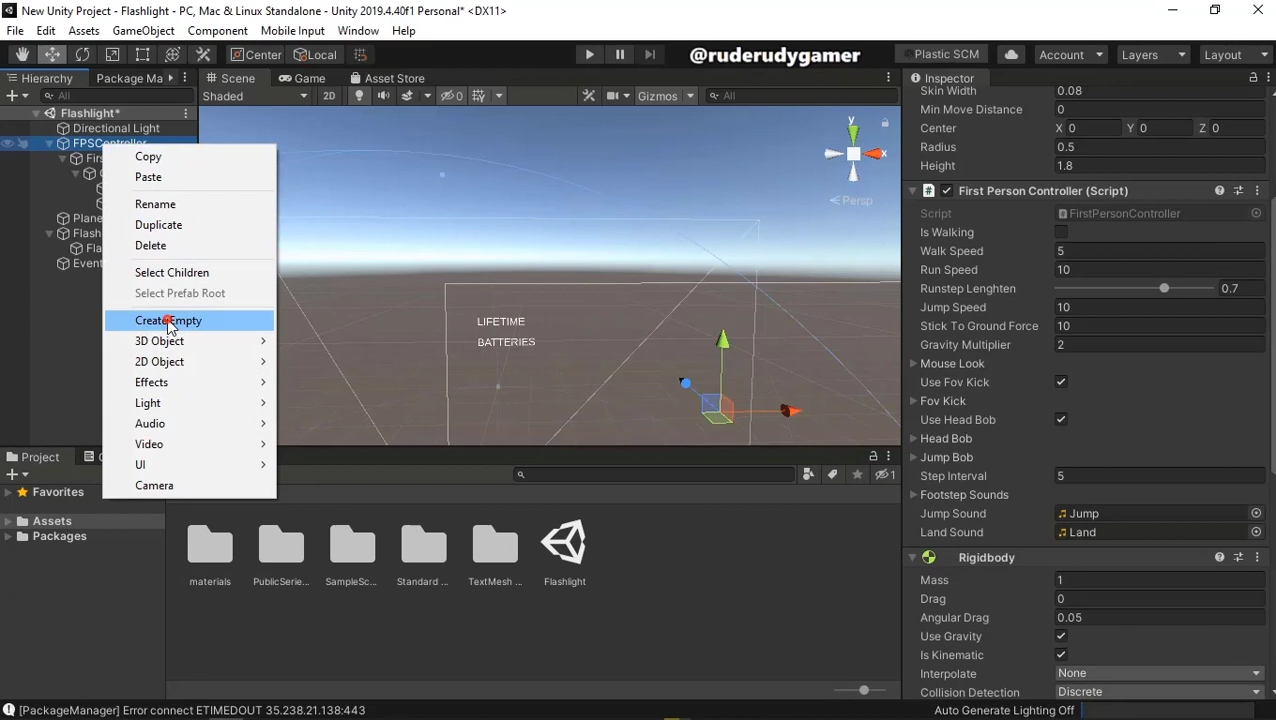 New Unity Project - Flashlight - PC, Mac & Linux Standalone - Unity 2019.4.40f1 Personal* <DX11>
File Edit Assets GameObject Component Mobile Input Window Help
Center Local @ruderudygamer Plastic SCM Account Layers Layout
Hierarchy Package Ma Scene Game Asset Store Inspector
All Shaded 2D 0 Gizmos All
Skin Width 0.08
Min Move Distance 0
Center X 0 Y 0 Z 0
Radius 0.5
Height 1.8
Flashlight*
Directional Light
FPSController
Firs
Plane
Flash
Fla
Event
Copy
Paste
Rename
Duplicate
Delete
Select Children
Select Prefab Root
Create Empty
3D Object
2D Object
Effects
Light
Audio
Video
UI
Camera
y
x
Persp
LIFETIME
BATTERIES
First Person Controller (Script)
Script FirstPersonController
Is Walking
Walk Speed 5
Run Speed 10
Runstep Lenghten 0.7
Jump Speed 10
Stick To Ground Force 10
Gravity Multiplier 2
Mouse Look
Use Fov Kick
Fov Kick
Use Head Bob
Head Bob
Jump Bob
Step Interval 5
Footstep Sounds
Jump Sound Jump
Land Sound Land
Rigidbody
Mass 1
Drag 0
Angular Drag 0.05
Use Gravity
Is Kinematic
Interpolate None
Collision Detection Discrete
Project
1
Favorites
Assets
Packages
materials PublicSerie... SampleSc... Standard ... TextMesh ... Flashlight
[PackageManager] Error connect ETIMEDOUT 35.238.21.138:443
Auto Generate Lighting Off